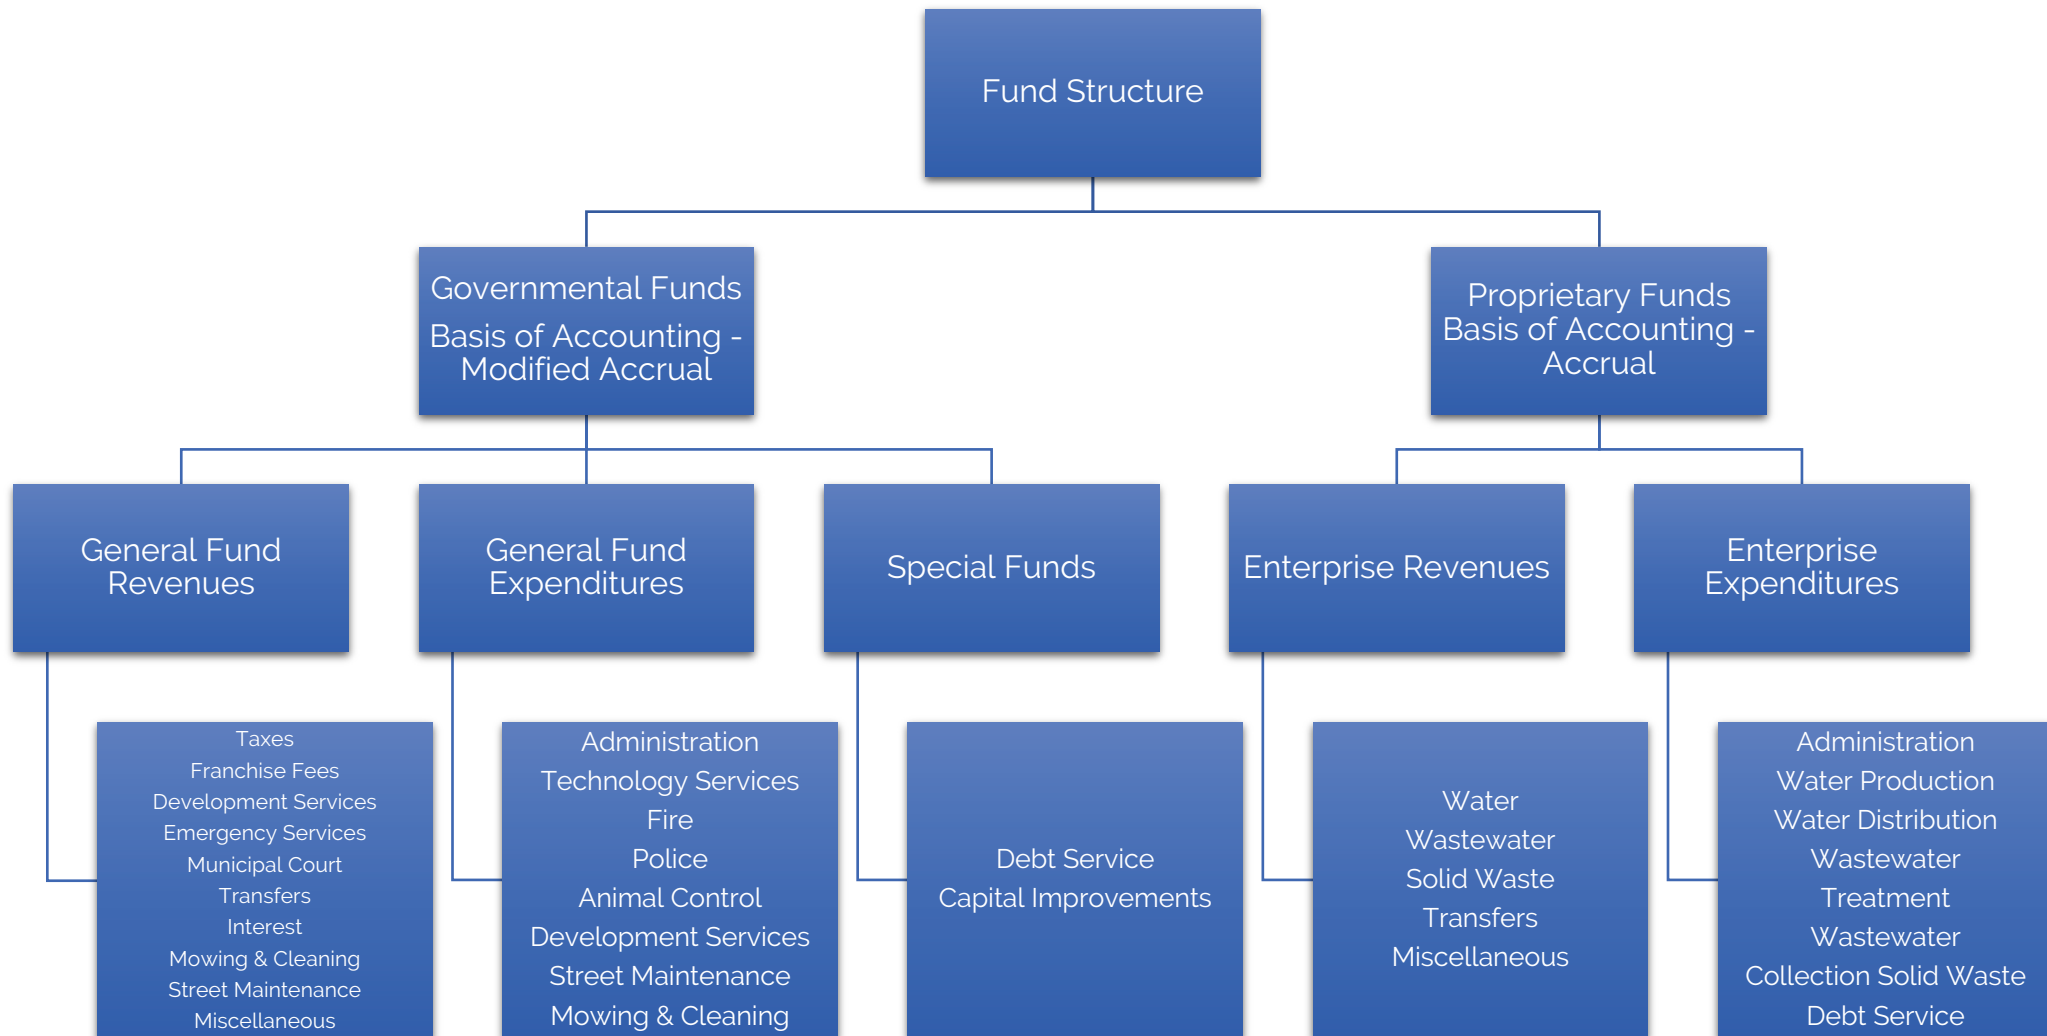 Fund Structure
Governmental Funds
Basis of Accounting -
Modified Accrual
Proprietary Funds
Basis of Accounting -
Accrual
General Fund
Revenues
General Fund
Expenditures
Special Funds
Enterprise Revenues
Enterprise
Expenditures
Taxes
Franchise Fees
Development Services
Emergency Services
Municipal Court
Transfers
Interest
Mowing & Cleaning
Street Maintenance
Miscellaneous
Administration
Technology Services
Fire
Police
Animal Control
Development Services
Street Maintenance
Mowing & Cleaning
Debt Service
Capital Improvements
Water
Wastewater
Solid Waste
Transfers
Miscellaneous
Administration
Water Production
Water Distribution
Wastewater
Treatment
Wastewater
Collection Solid Waste
Debt Service